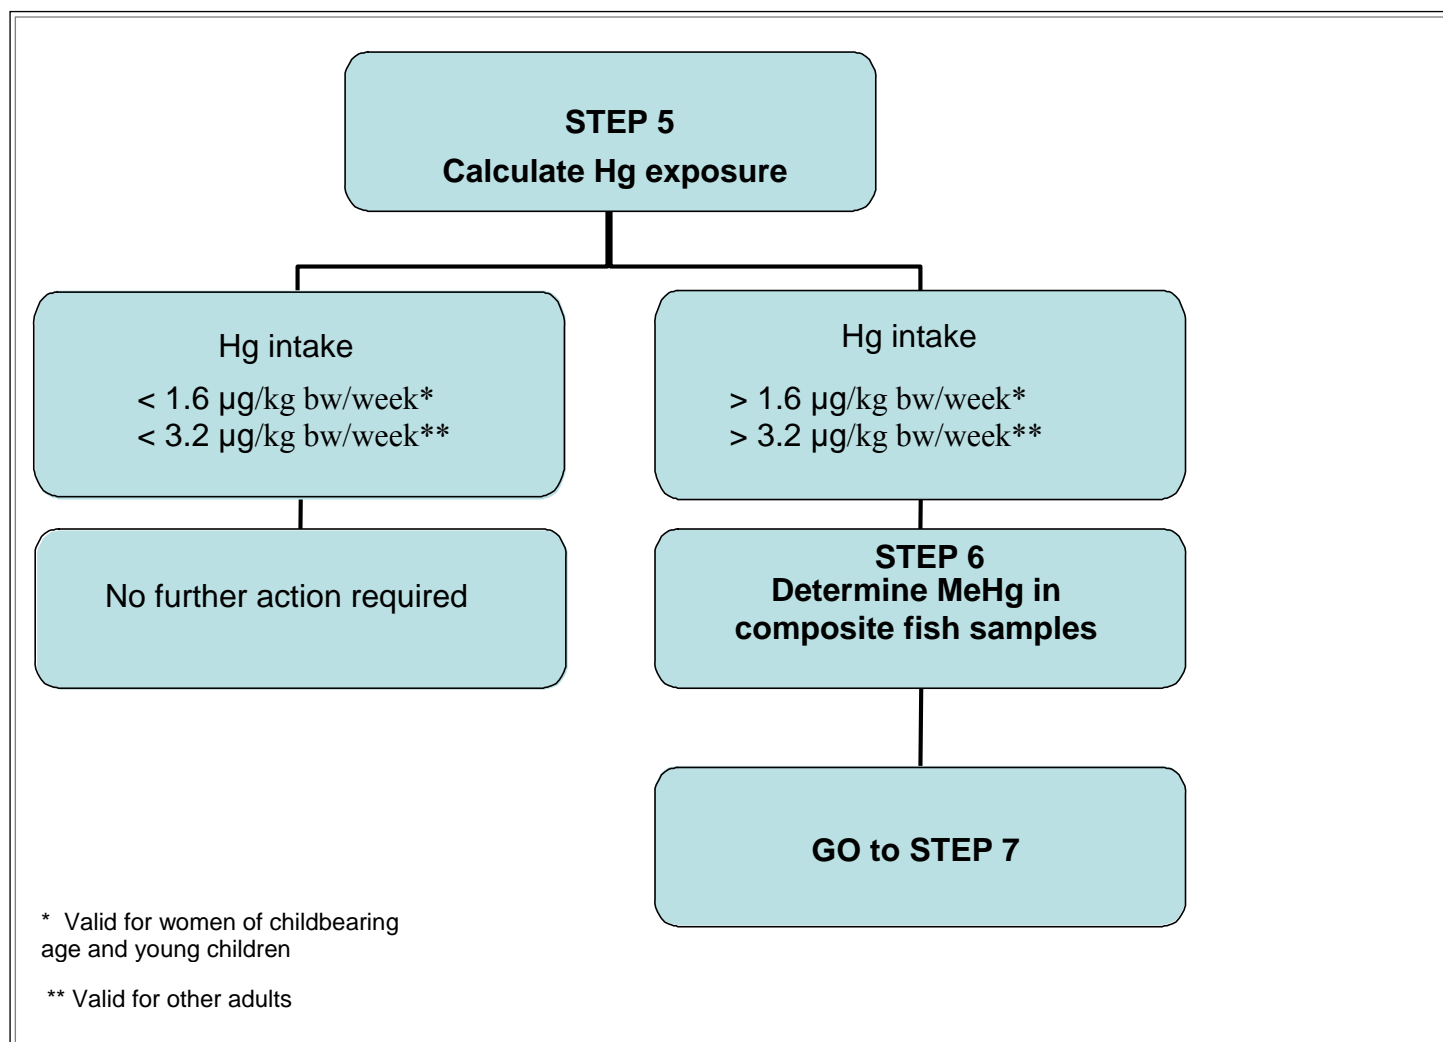 STEP 5
Calculate Hg exposure
Hg intake
< 1.6 µg/kg bw/week*
< 3.2 µg/kg bw/week**
Hg intake
> 1.6 µg/kg bw/week*
> 3.2 µg/kg bw/week**
No further action required
STEP 6
Determine MeHg in
composite fish samples
GO to STEP 7
* Valid for women of childbearing
age and young children
** Valid for other adults